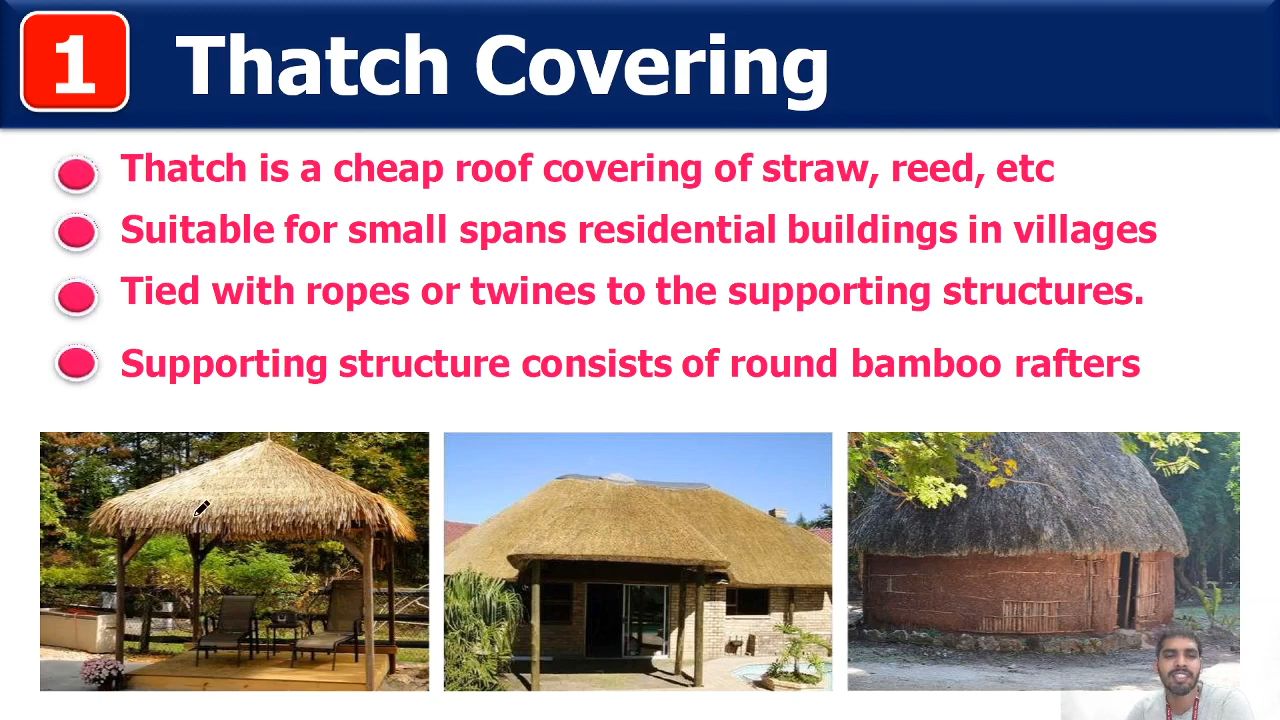 1 Thatch Covering
Thatch is a cheap roof covering of straw, reed, etc
Suitable for small spans residential buildings in villages
Tied with ropes or twines to the supporting structures.
Supporting structure consists of round bamboo rafters